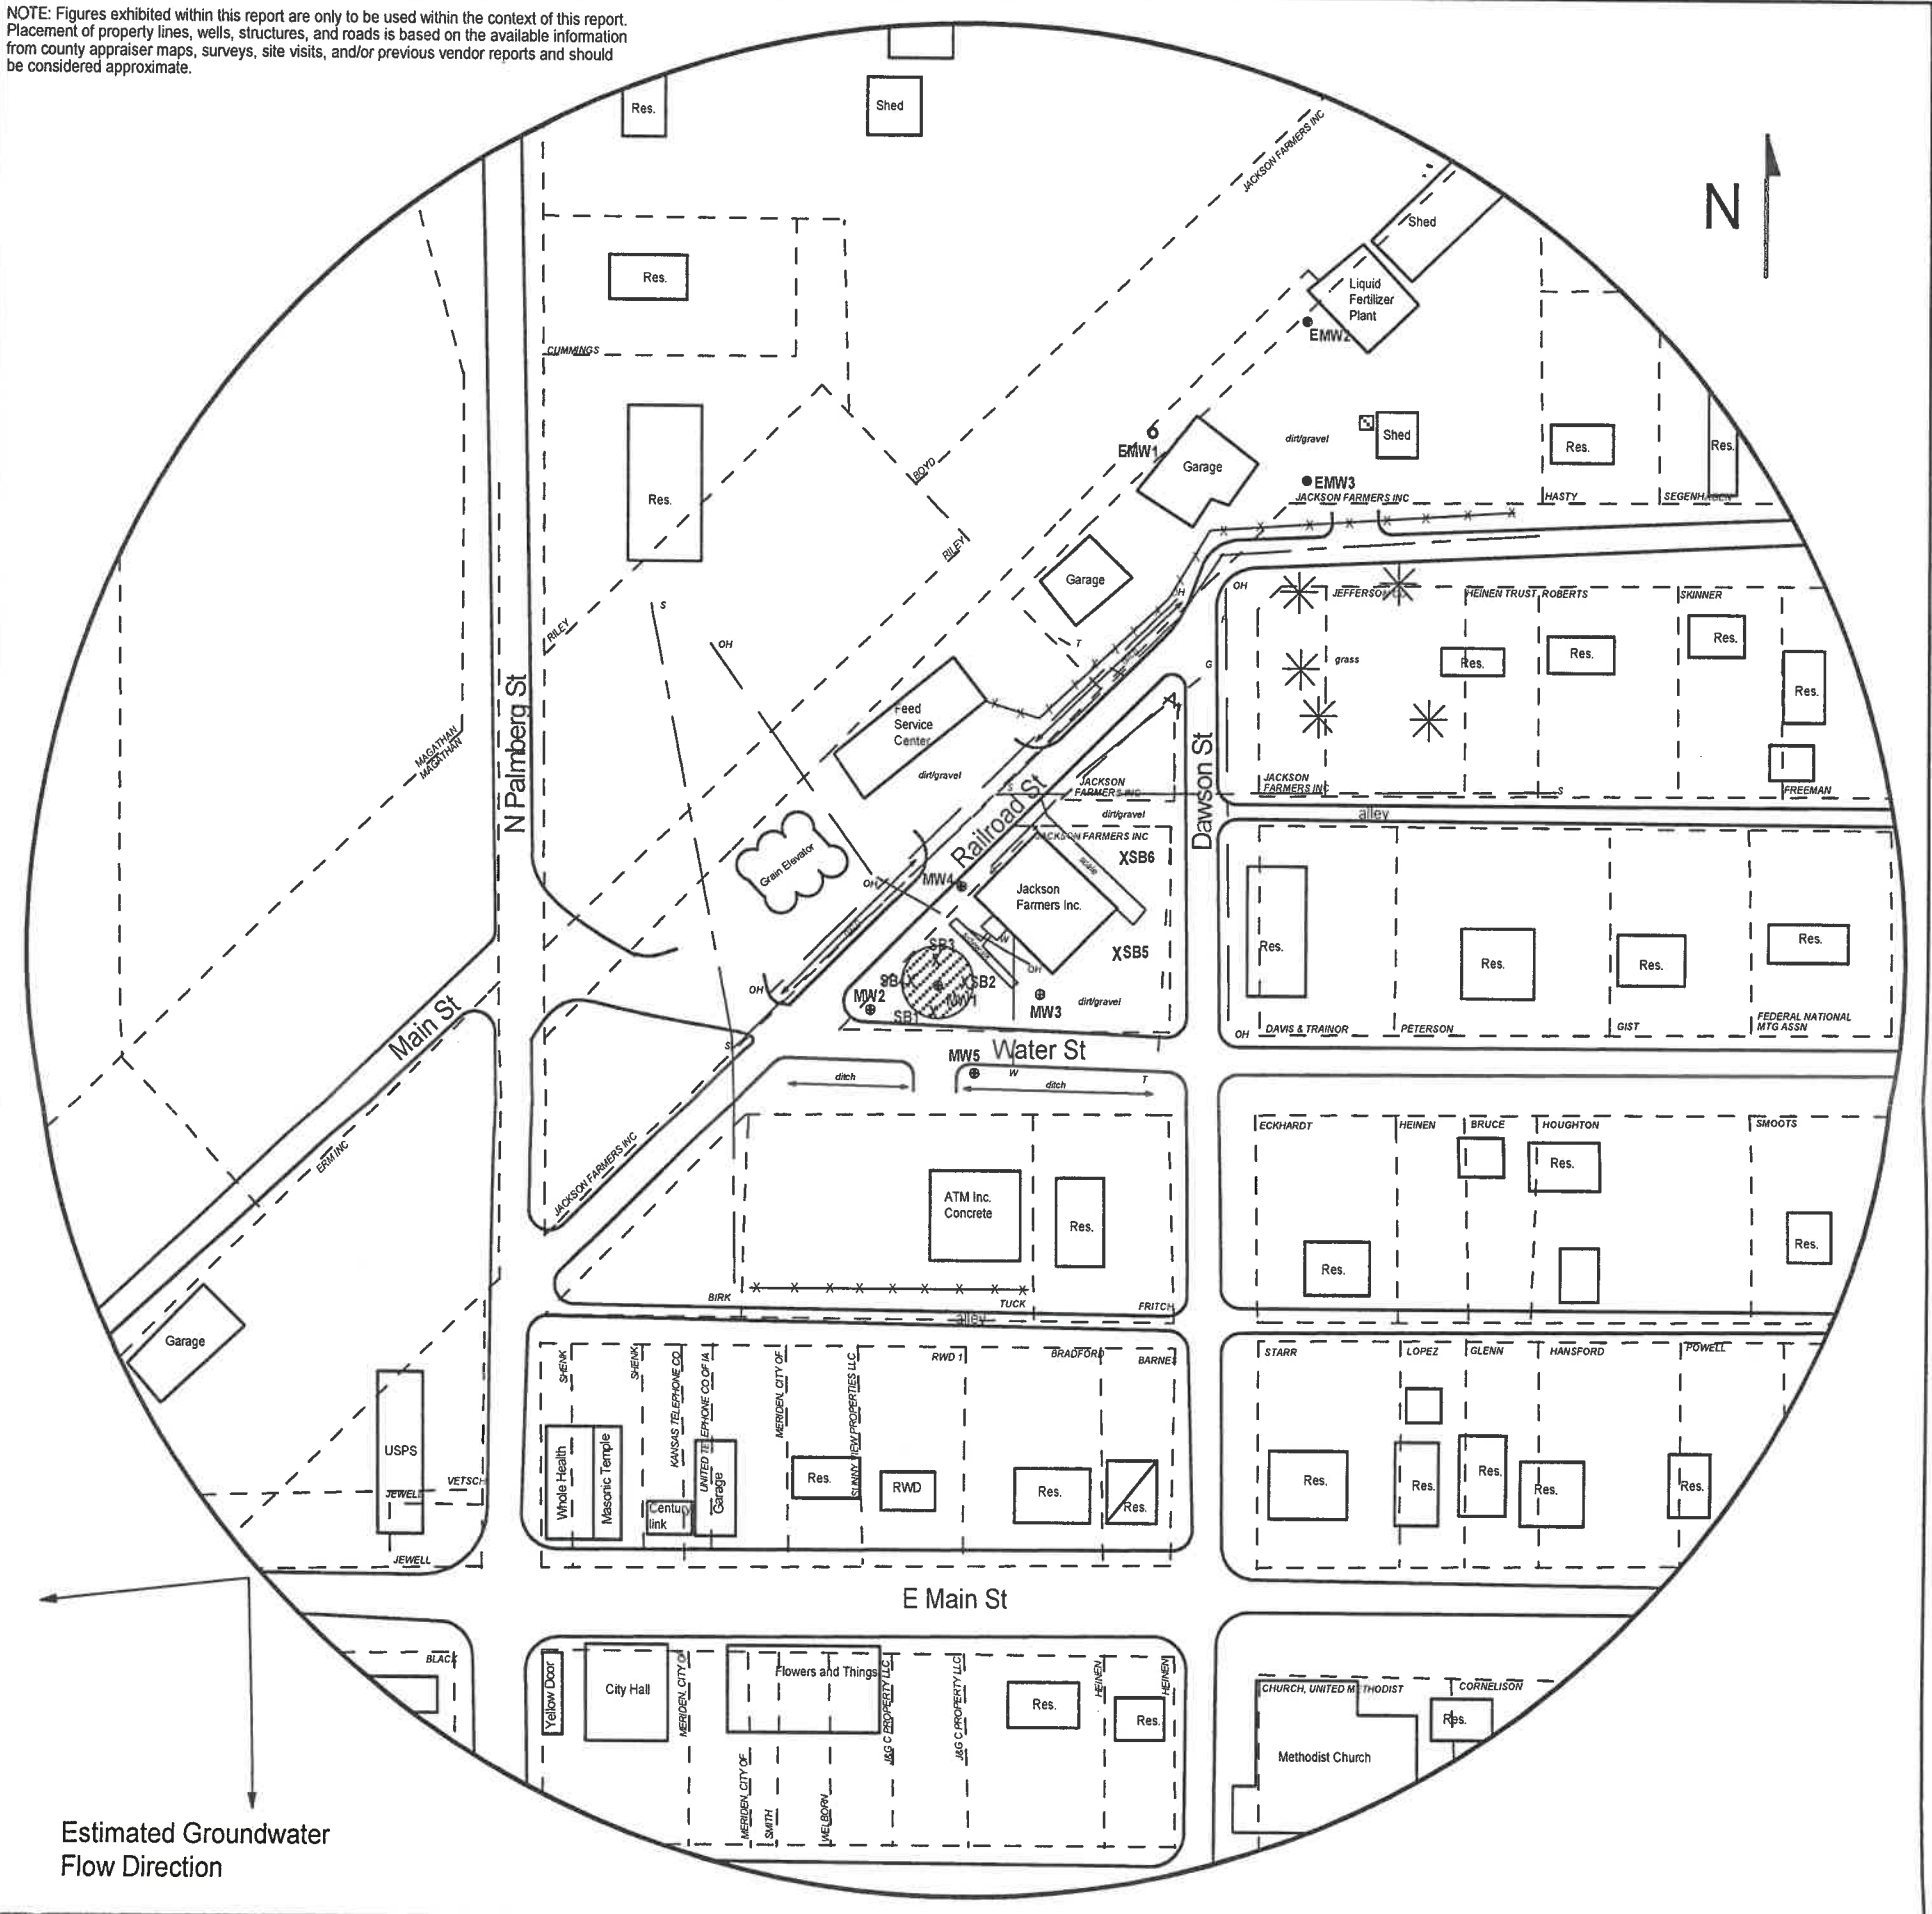 NOTE: Figures exhibited within this report are only to be used within the context of this report.
Placement of property lines, wells, structures, and roads is based on the available information
from county appraiser maps, surveys, site visits, and/or previous vendor reports and should
be considered approximate.
Res.
Shed
JACKSON FARMERS INC
N
Shed
Res.
Liquid
Fertilizer
Plant
EMW2
CUMMINGS
EMW1
Garage
dirt/gravel
Shed
Res.
Res.
BOYD
EMW3
JACKSON FARMERS INC
HASTY
SEGENHAGEN
Res.
RILEY
Garage
OH
OH
JEFFERSON
HEINEN TRUST
ROBERTS
SKINNER
S
RILEY
OH
T
G
grass
Res.
Res.
Res.
Res.
Feed
Service
Center
MAGATHAN
MAGATHAN
N Palmberg St
Dawson St
dirt/gravel
JACKSON
FARMERS INC
JACKSON
FARMERS INC
S
S
FREEMAN
alley
dirt/gravel
Railroad St
JACKSON FARMERS INC
Grain Elevator
XSB6
scale
OH
MW4
Jackson
Farmers Inc.
Res.
Res.
Res.
Res.
SB3
W
XSB5
OH
SB4X
XSB2
OH
MW2
MW1
SB1
MW3
dirt/gravel
Main St
OH
DAVIS & TRAINOR
PETERSON
GIST
FEDERAL NATIONAL
MTG ASSN
S
MW5
Water St
W
ditch
ditch
T
ERM INC
JACKSON FARMERS INC
ECKHARDT
HEINEN
BRUCE
HOUGHTON
SMOOTS
Res.
ATM Inc.
Concrete
Res.
Res.
Res.
BIRK
TUCK
FRITCH
alley
Garage
SHENK
SHENK
KANSAS TELEPHONE CO
UNITED TELEPHONE CO OF IA
MERIDEN, CITY OF
SUNNY VIEW PROPERTIES LLC
RWD 1
BRADFORD
BARNES
STARR
LOPEZ
GLENN
HANSFORD
POWELL
USPS
VETSCH
JEWELL
JEWELL
Whole Health
Masonic Temple
Century
link
Garage
Res.
RWD
Res.
Res.
Res.
Res.
Res.
Res.
Res.
E Main St
BLACK
Yellow Door
City Hall
MERIDEN, CITY OF
Flowers and Things
J&G C PROPERTY LLC
J&G C PROPERTY LLC
Res.
HEINEN
Res.
HEINEN
CHURCH, UNITED METHODIST
CORNELISON
Res.
Methodist Church
MERIDEN, CITY OF
SMITH
WELBORN
Estimated Groundwater
Flow Direction